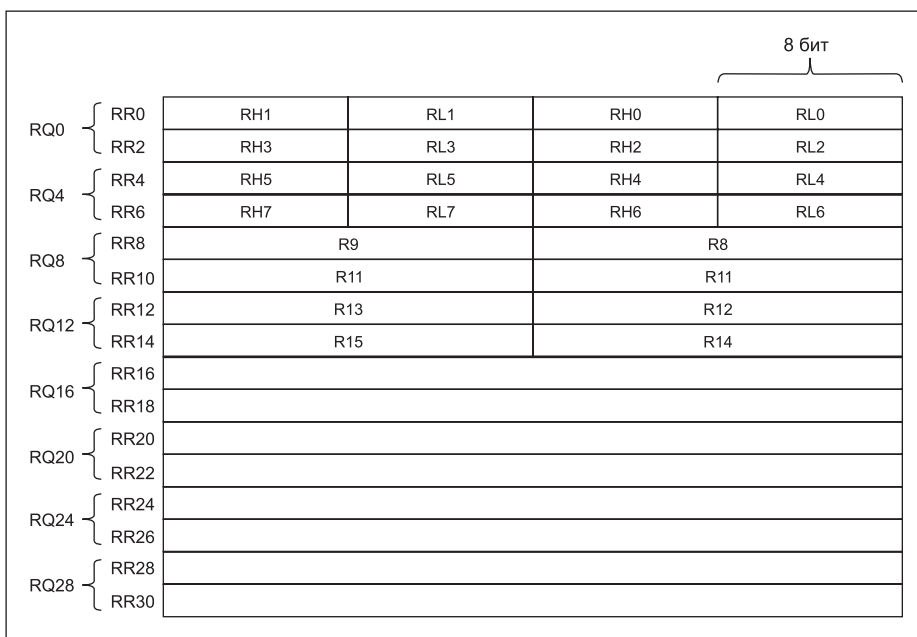 8 бит
RQ0
RR0 RH1 RL1 RH0 RL0
RR2 RH3 RL3 RH2 RL2
RQ4
RR4 RH5 RL5 RH4 RL4
RR6 RH7 RL7 RH6 RL6
RQ8
RR8 R9 R8
RR10 R11 R11
RQ12
RR12 R13 R12
RR14 R15 R14
RQ16
RR16
RR18
RQ20
RR20
RR22
RQ24
RR24
RR26
RQ28
RR28
RR30